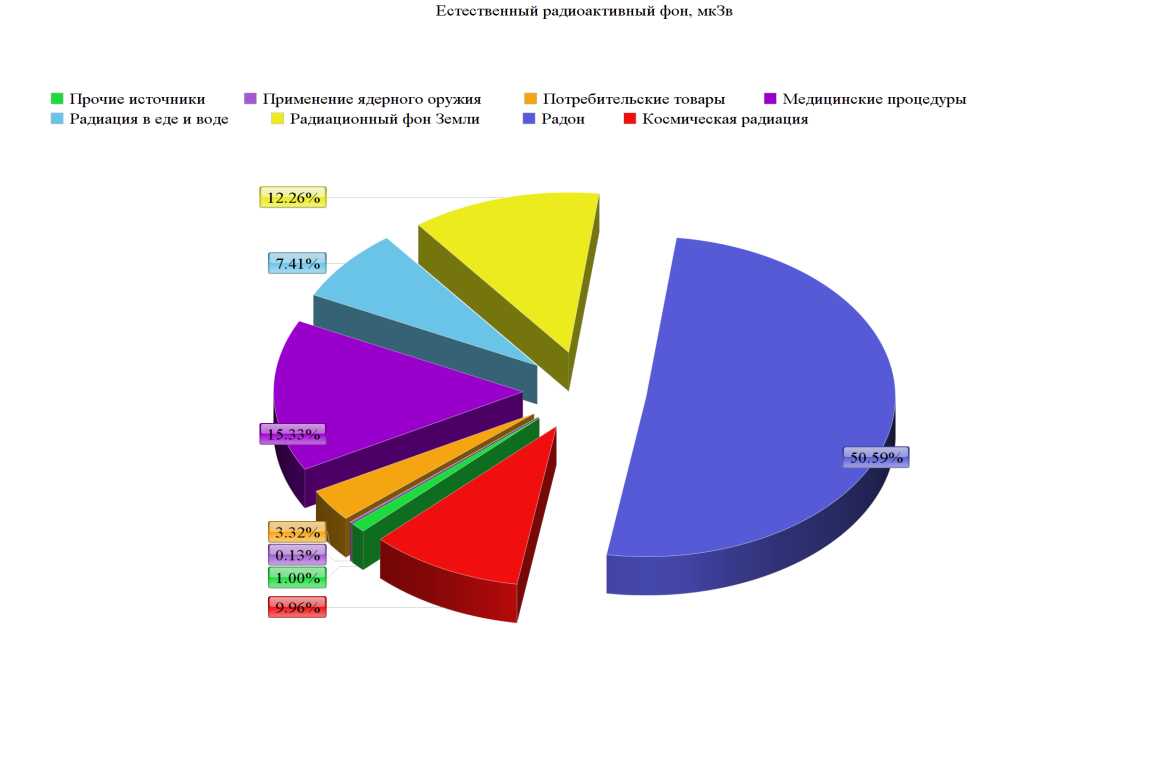 Естественный радиоактивный фон, мкЗв
Прочие источники Применение ядерного оружия Потребительские товары Медицинские процедуры
Радиация в еде и воде Радиационный фон Земли Радон Космическая радиация
12.26%
7.41%
15.33%
50.59%
3.32%
0.13%
1.00%
9.96%